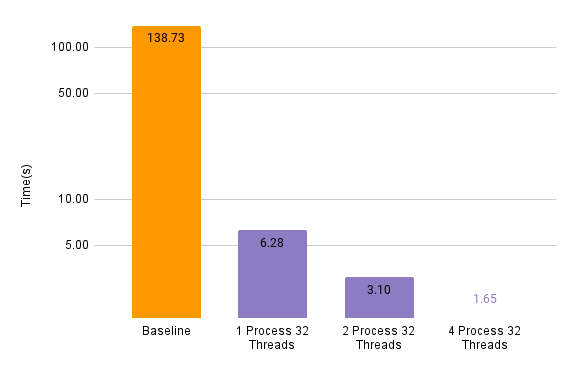 138.73
100.00
50.00
10.00
5.00
Time(s)
6.28
3.10
1.65
Baseline
1 Process 32
Threads
2 Process 32
Threads
4 Process 32
Threads